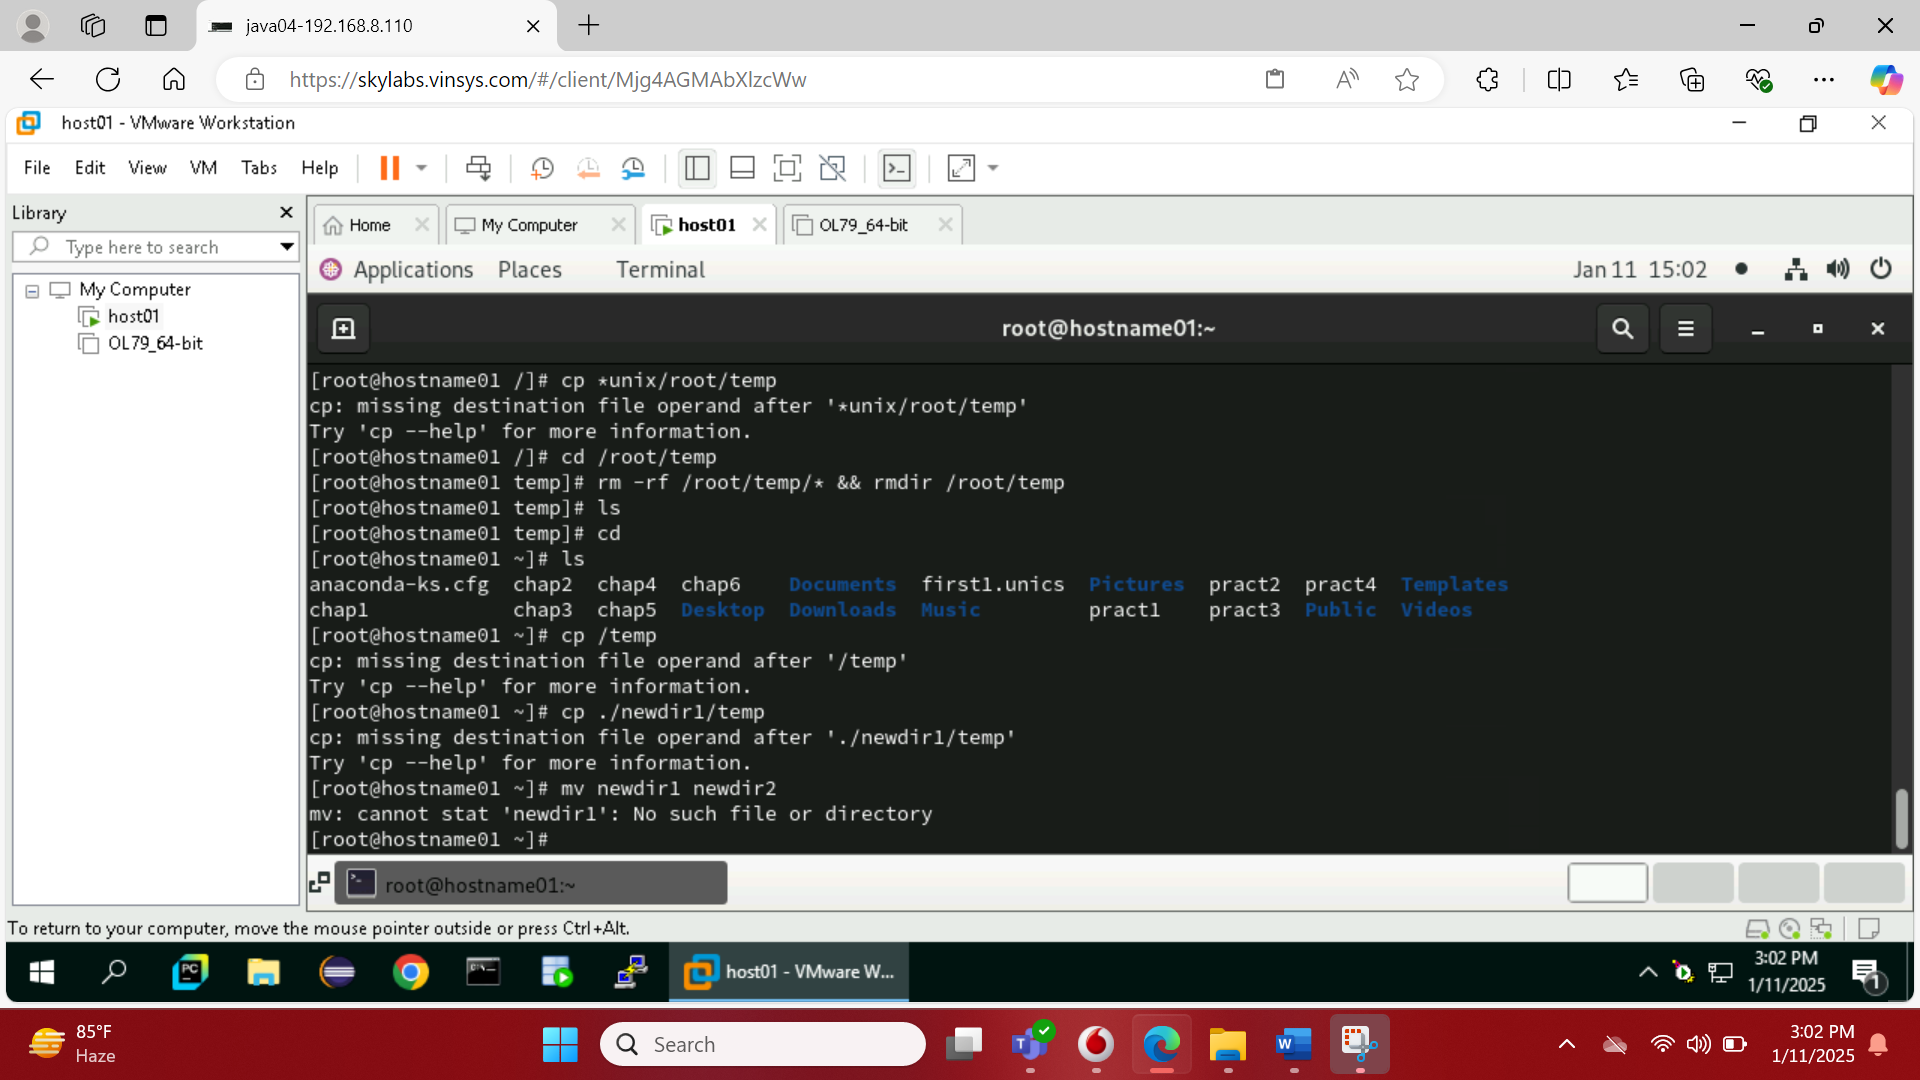 java04-192.168.8.110
https://skylabs.vinsys.com/#/client/Mjg4AGMAbXlzcWw
host01 - VMware Workstation
File Edit View VM Tabs Help
Library
Type here to search
My Computer
host01
OL79_64-bit
Home My Computer host01 OL79_64-bit
Applications Places Terminal Jan 11 15:02
root@hostname01:~
[root@hostname01 /]# cp *unix/root/temp
cp: missing destination file operand after '*unix/root/temp'
Try 'cp --help' for more information.
[root@hostname01 /]# cd /root/temp
[root@hostname01 temp]# rm -rf /root/temp/* && rmdir /root/temp
[root@hostname01 temp]# ls
[root@hostname01 temp]# cd
[root@hostname01 ~]# ls
anaconda-ks.cfg chap2 chap4 chap6 Documents first1.unics Pictures pract2 pract4 Templates
chap1 chap3 chap5 Desktop Downloads Music pract1 pract3 Public Videos
[root@hostname01 ~]# cp /temp
cp: missing destination file operand after '/temp'
Try 'cp --help' for more information.
[root@hostname01 ~]# cp ./newdir1/temp
cp: missing destination file operand after './newdir1/temp'
Try 'cp --help' for more information.
[root@hostname01 ~]# mv newdir1 newdir2
mv: cannot stat 'newdir1': No such file or directory
[root@hostname01 ~]#
root@hostname01:~
To return to your computer, move the mouse pointer outside or press Ctrl+Alt.
host01 - VMware W...
3:02 PM
1/11/2025
1
85°F
Haze
Search
3:02 PM
1/11/2025